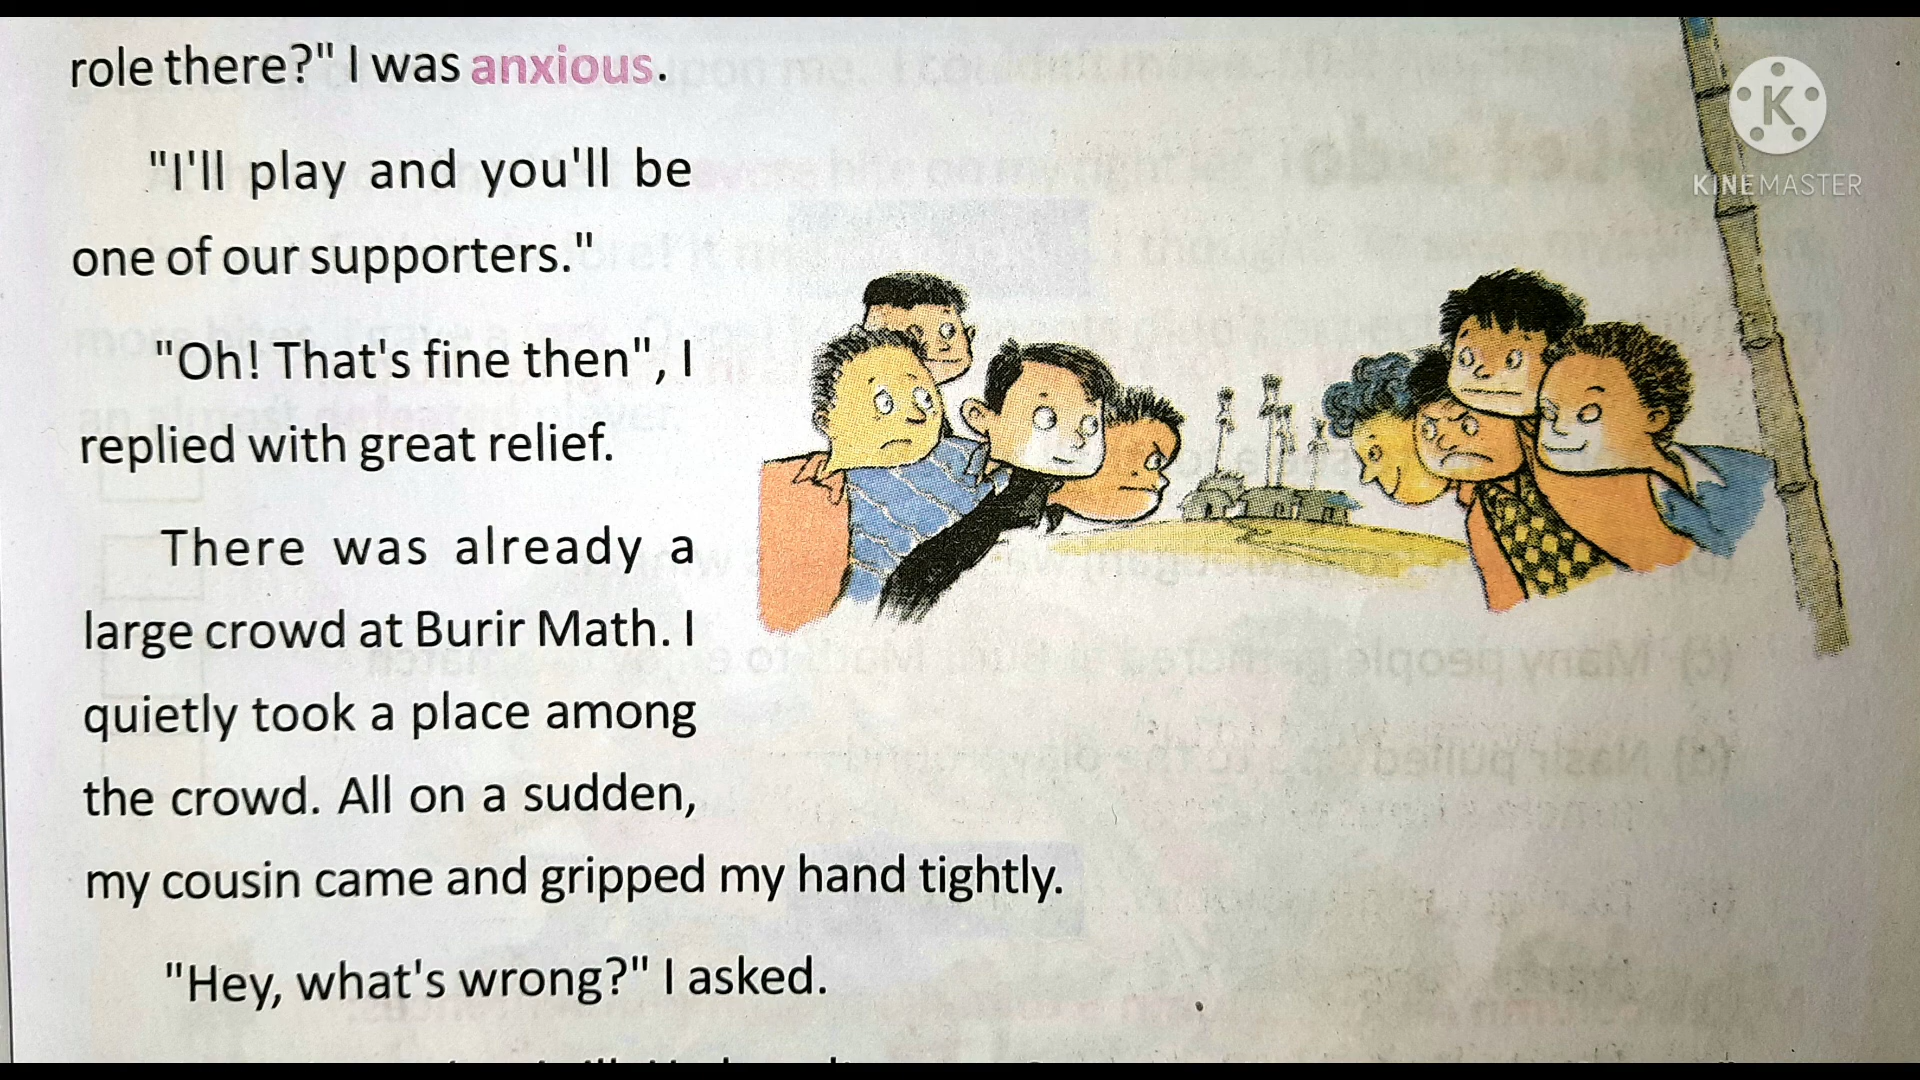 role there?" I was anxious.
"I'll play and you'll be
one of our supporters."
"Oh! That's fine then", I
replied with great relief.
There was already a
large crowd at Burir Math. I
quietly took a place among
the crowd. All on a sudden,
my cousin came and gripped my hand tightly.
"Hey, what's wrong?" I asked.
K
KINEMASTER